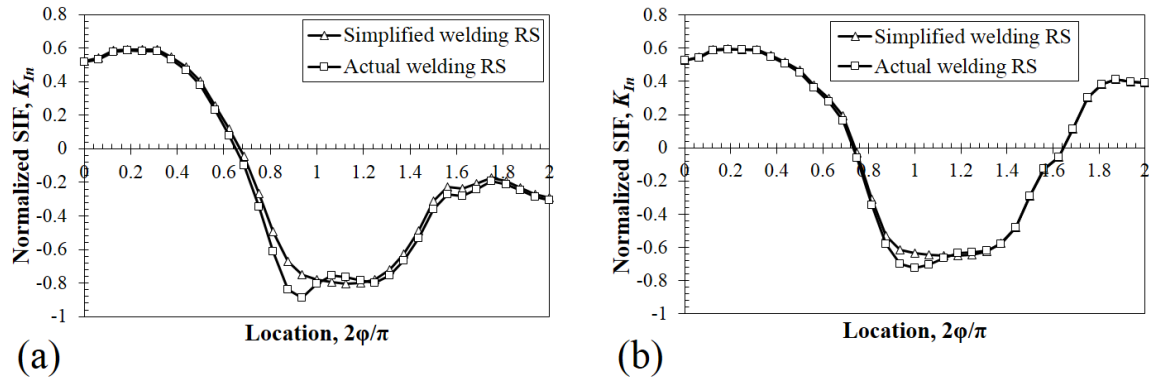 0.8
0.6
0.4
0.2
0
-0.2
-0.4
-0.6
-0.8
-1
0 0.2 0.4 0.6 0.8 1 1.2 1.4 1.6 1.8 2
Normalized SIF, K_In
Location, 2φ/π
Simplified welding RS
Actual welding RS
(a)
0.8
0.6
0.4
0.2
0
-0.2
-0.4
-0.6
-0.8
-1
0 0.2 0.4 0.6 0.8 1 1.2 1.4 1.6 1.8 2
Normalized SIF, K_In
Location, 2φ/π
Simplified welding RS
Actual welding RS
(b)